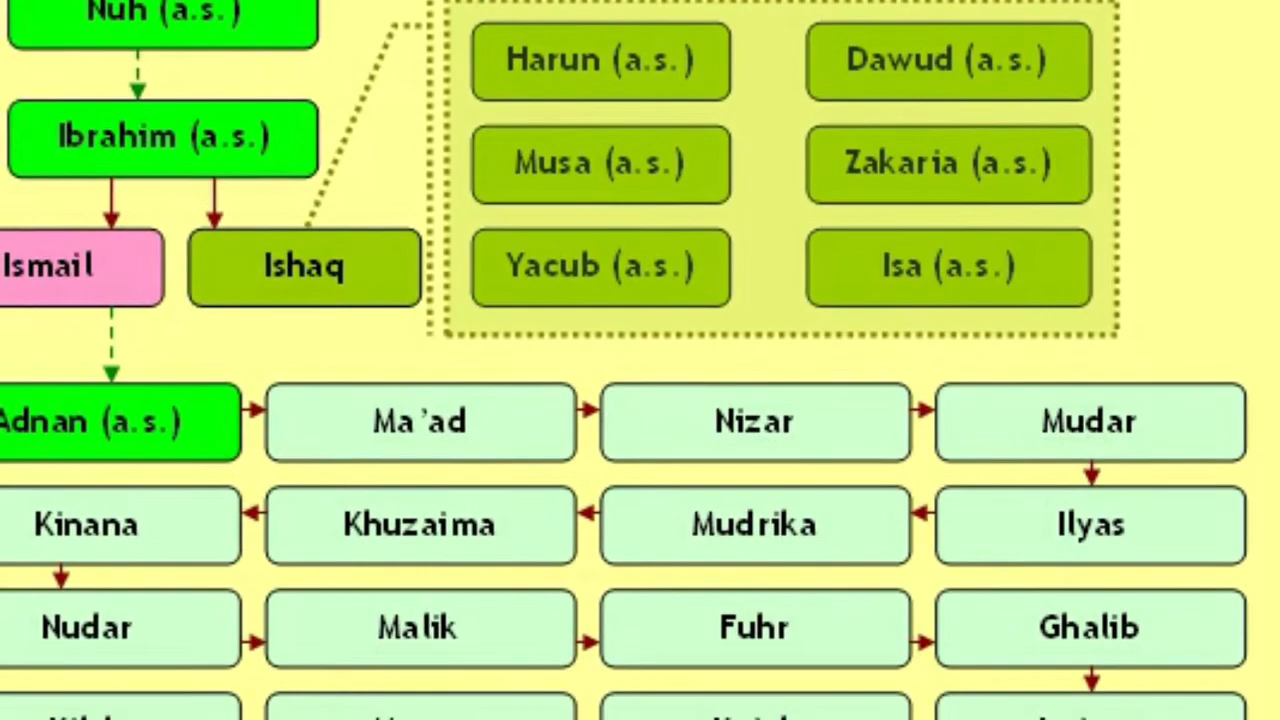 Nuh (a.s.)
Harun (a.s.)
Dawud (a.s.)
Ibrahim (a.s.)
Musa (a.s.)
Zakaria (a.s.)
Ismail
Ishaq
Yacub (a.s.)
Isa (a.s.)
Adnan (a.s.)
Ma'ad
Nizar
Mudar
Kinana
Khuzaima
Mudrika
Ilyas
Nudar
Malik
Fuhr
Ghalib